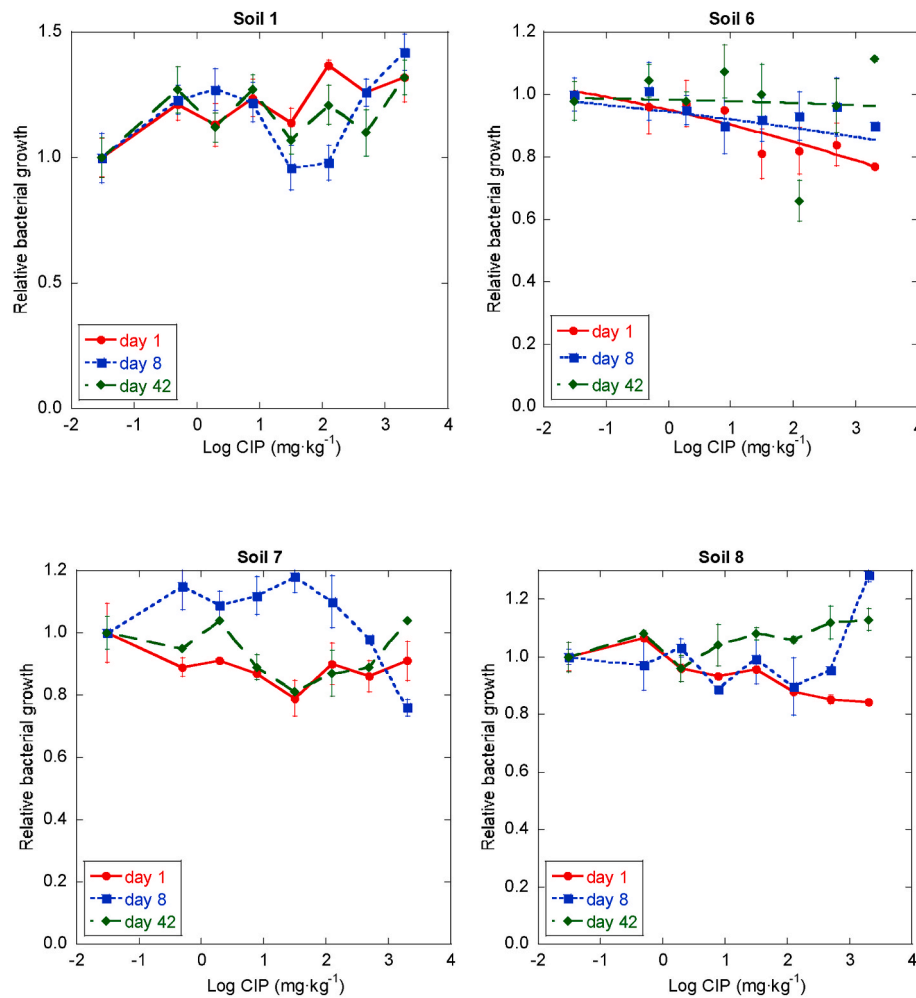 Soil 1
1.5
1.0
0.5
0.0
Relative bacterial growth
day 1
day 8
day 42
-2 -1 0 1 2 3 4
Log CIP (mg·kg⁻¹)
Soil 6
1.2
1.0
0.8
0.6
0.4
0.2
0.0
Relative bacterial growth
day 1
day 8
day 42
-2 -1 0 1 2 3 4
Log CIP (mg·kg⁻¹)
Soil 7
1.2
1.0
0.8
0.6
0.4
0.2
0.0
Relative bacterial growth
day 1
day 8
day 42
-2 -1 0 1 2 3 4
Log CIP (mg·kg⁻¹)
Soil 8
1.2
1.0
0.8
0.6
0.4
0.2
0.0
Relative bacterial growth
day 1
day 8
day 42
-2 -1 0 1 2 3 4
Log CIP (mg·kg⁻¹)